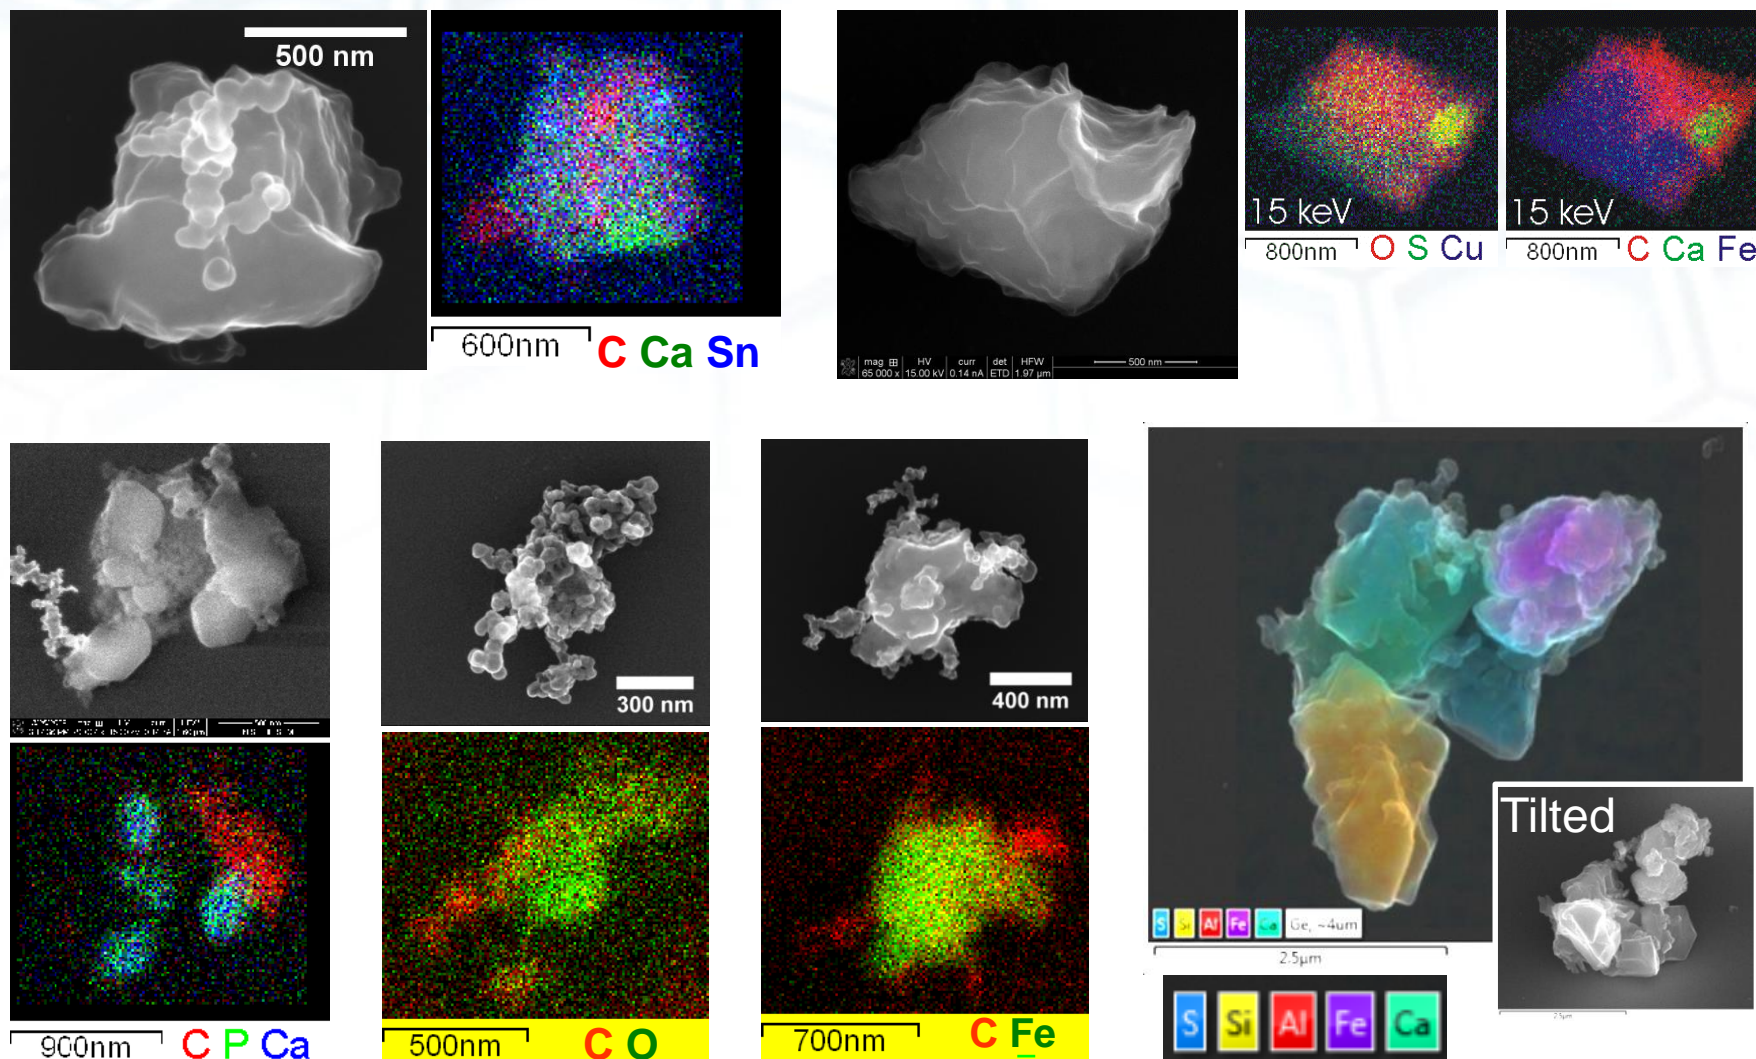 500 nm
600nm
C Ca Sn
mag HV curr det HFW
65 000 x 15.00 kV 0.14 nA ETD 1.97 µm
500 nm
15 keV
800nm
O S Cu
15 keV
800nm
C Ca Fe
900nm
C P Ca
300 nm
500nm
C O
400 nm
700nm
C Fe
S Si Al Fe Ca Ge, ~4um
2.5µm
Tilted
S Si Al Fe Ca